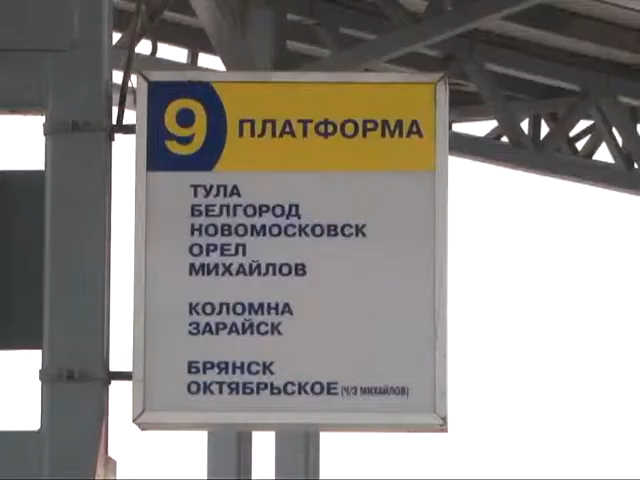 9 ПЛАТФОРМА
ТУЛА
БЕЛГОРОД
НОВОМОСКОВСК
ОРЕЛ
МИХАЙЛОВ
КОЛОМНА
ЗАРАЙСК
БРЯНСК
ОКТЯБРЬСКОЕ (Ч/З МИХАЙЛОВ)